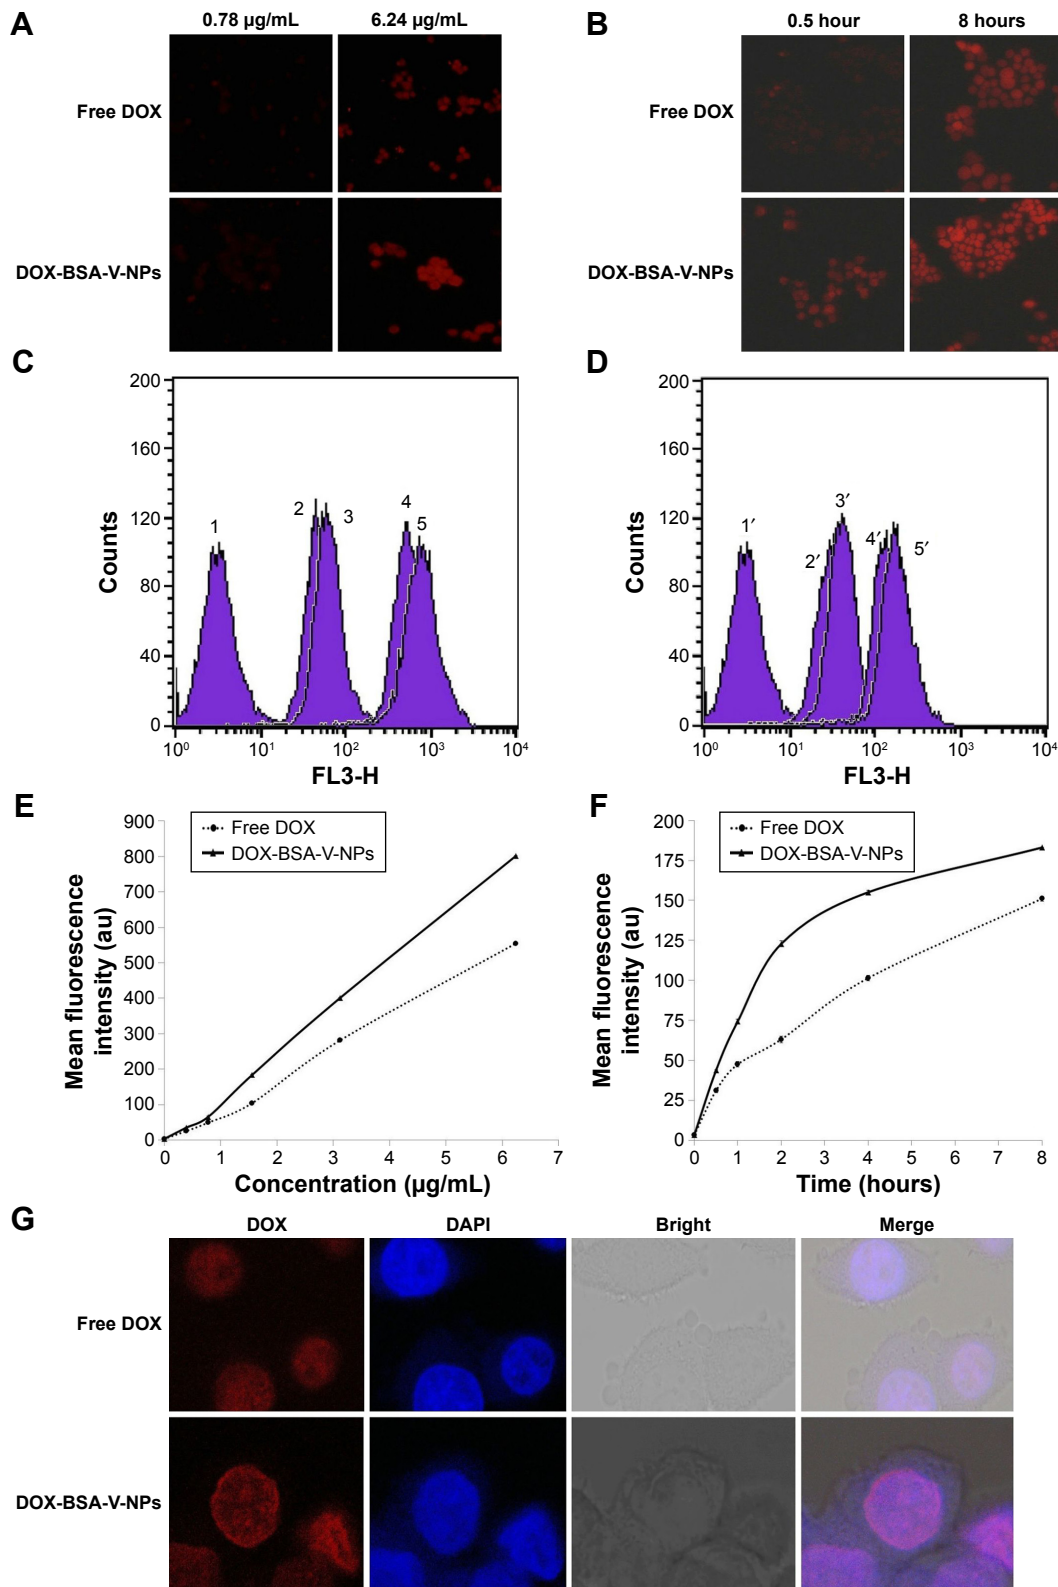 A
0.78 µg/mL
6.24 µg/mL
Free DOX
DOX-BSA-V-NPs
B
0.5 hour
8 hours
Free DOX
DOX-BSA-V-NPs
C
200
160
120
80
40
0
Counts
1
2
3
4
5
10⁰
10¹
10²
10³
10⁴
FL3-H
D
200
160
120
80
40
0
Counts
1′
2′
3′
4′
5′
10⁰
10¹
10²
10³
10⁴
FL3-H
E
900
800
700
600
500
400
300
200
100
0
Mean fluorescence
intensity (au)
Free DOX
DOX-BSA-V-NPs
0 1 2 3 4 5 6 7
Concentration (µg/mL)
F
200
175
150
125
100
75
50
25
0
Mean fluorescence
intensity (au)
Free DOX
DOX-BSA-V-NPs
0 1 2 3 4 5 6 7 8
Time (hours)
G
DOX
DAPI
Bright
Merge
Free DOX
DOX-BSA-V-NPs